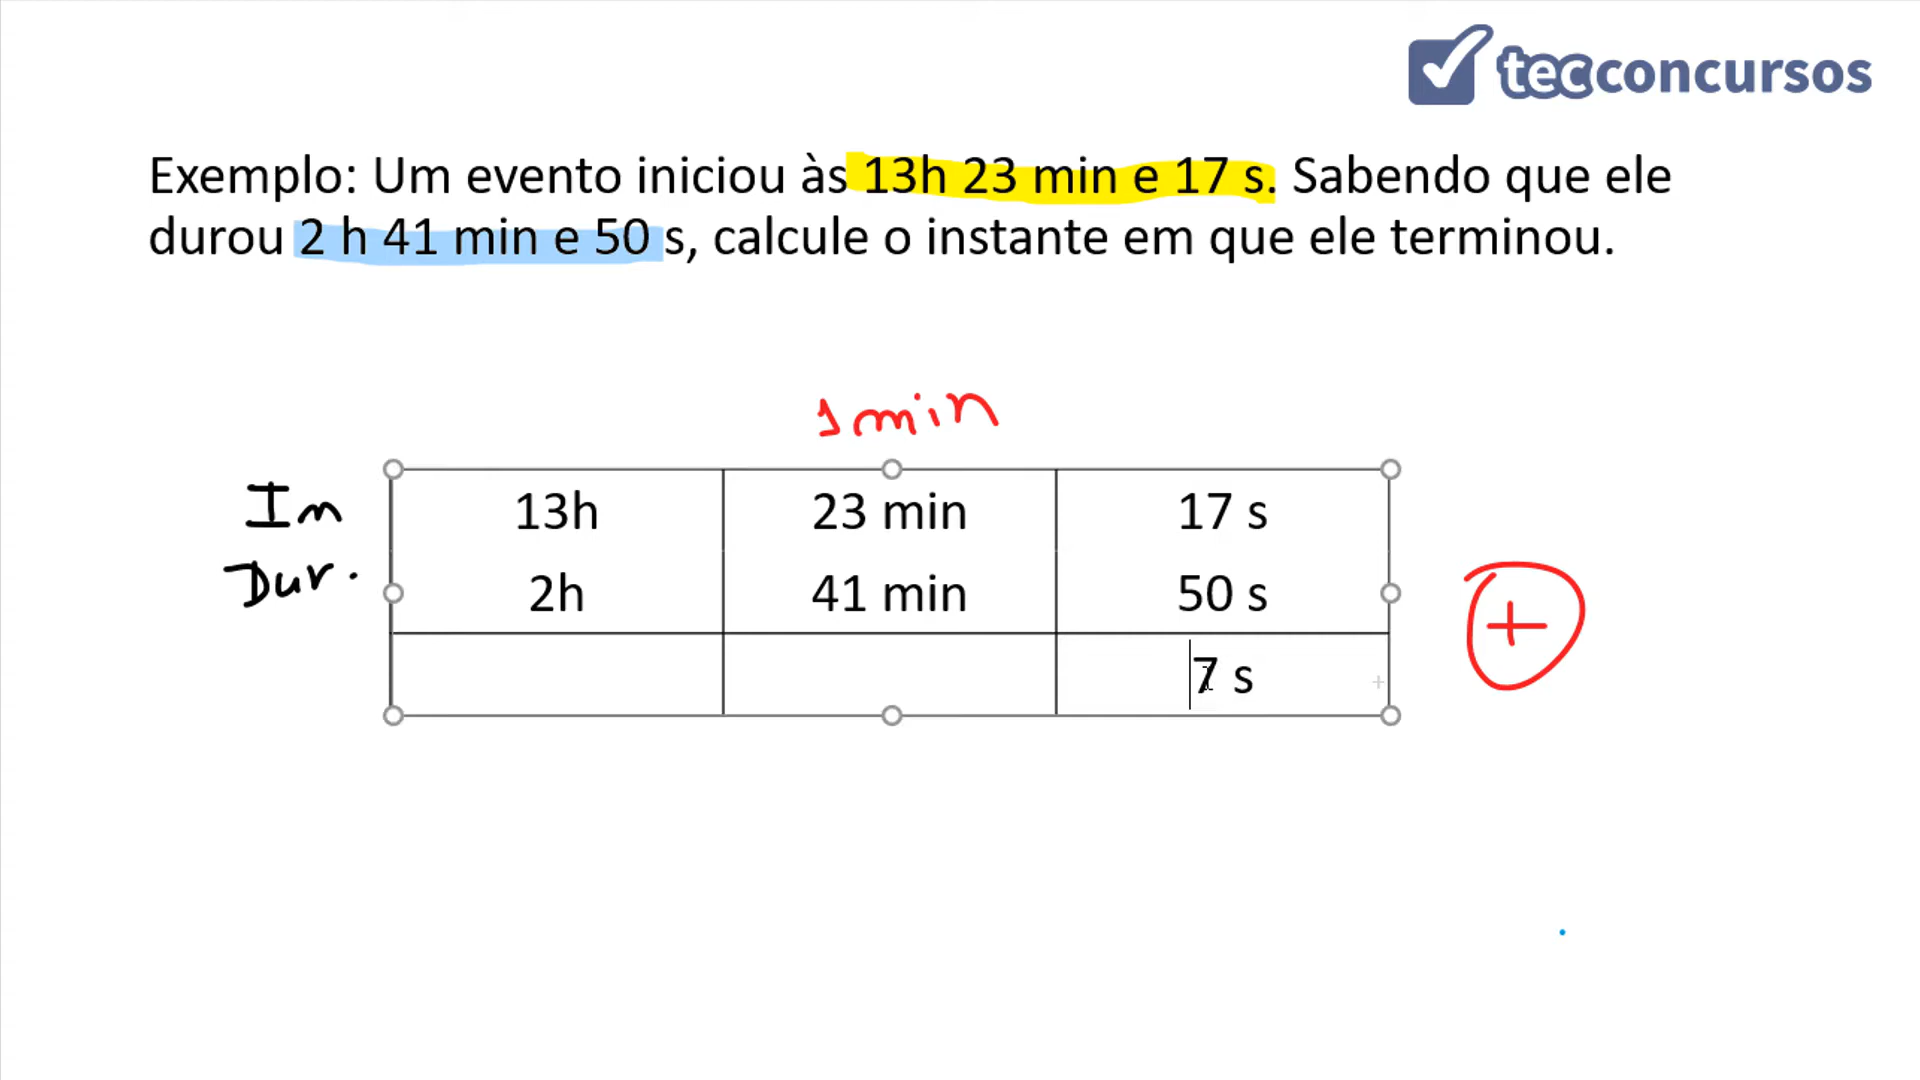 tecconcursos
Exemplo: Um evento iniciou às 13h 23 min e 17 s. Sabendo que ele
durou 2 h 41 min e 50 s, calcule o instante em que ele terminou.
1 min
In 13h 23 min 17 s
Dur. 2h 41 min 50 s
+
7 s